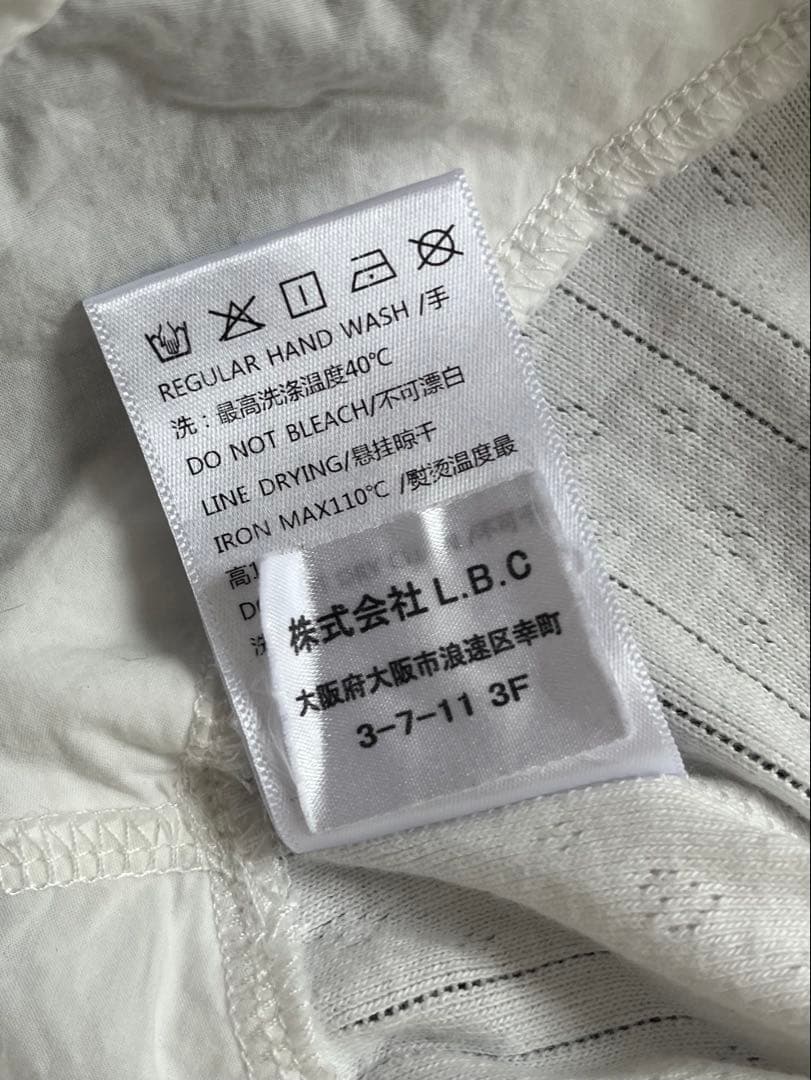 REGULAR HAND WASH /手
洗：最高洗涤温度40℃
DO NOT BLEACH/不可漂白
LINE DRYING/悬挂晾干
IRON MAX110℃ /熨烫温度最
高1
株式会社 L.B.C
大阪府大阪市浪速区幸町
3-7-11 3F